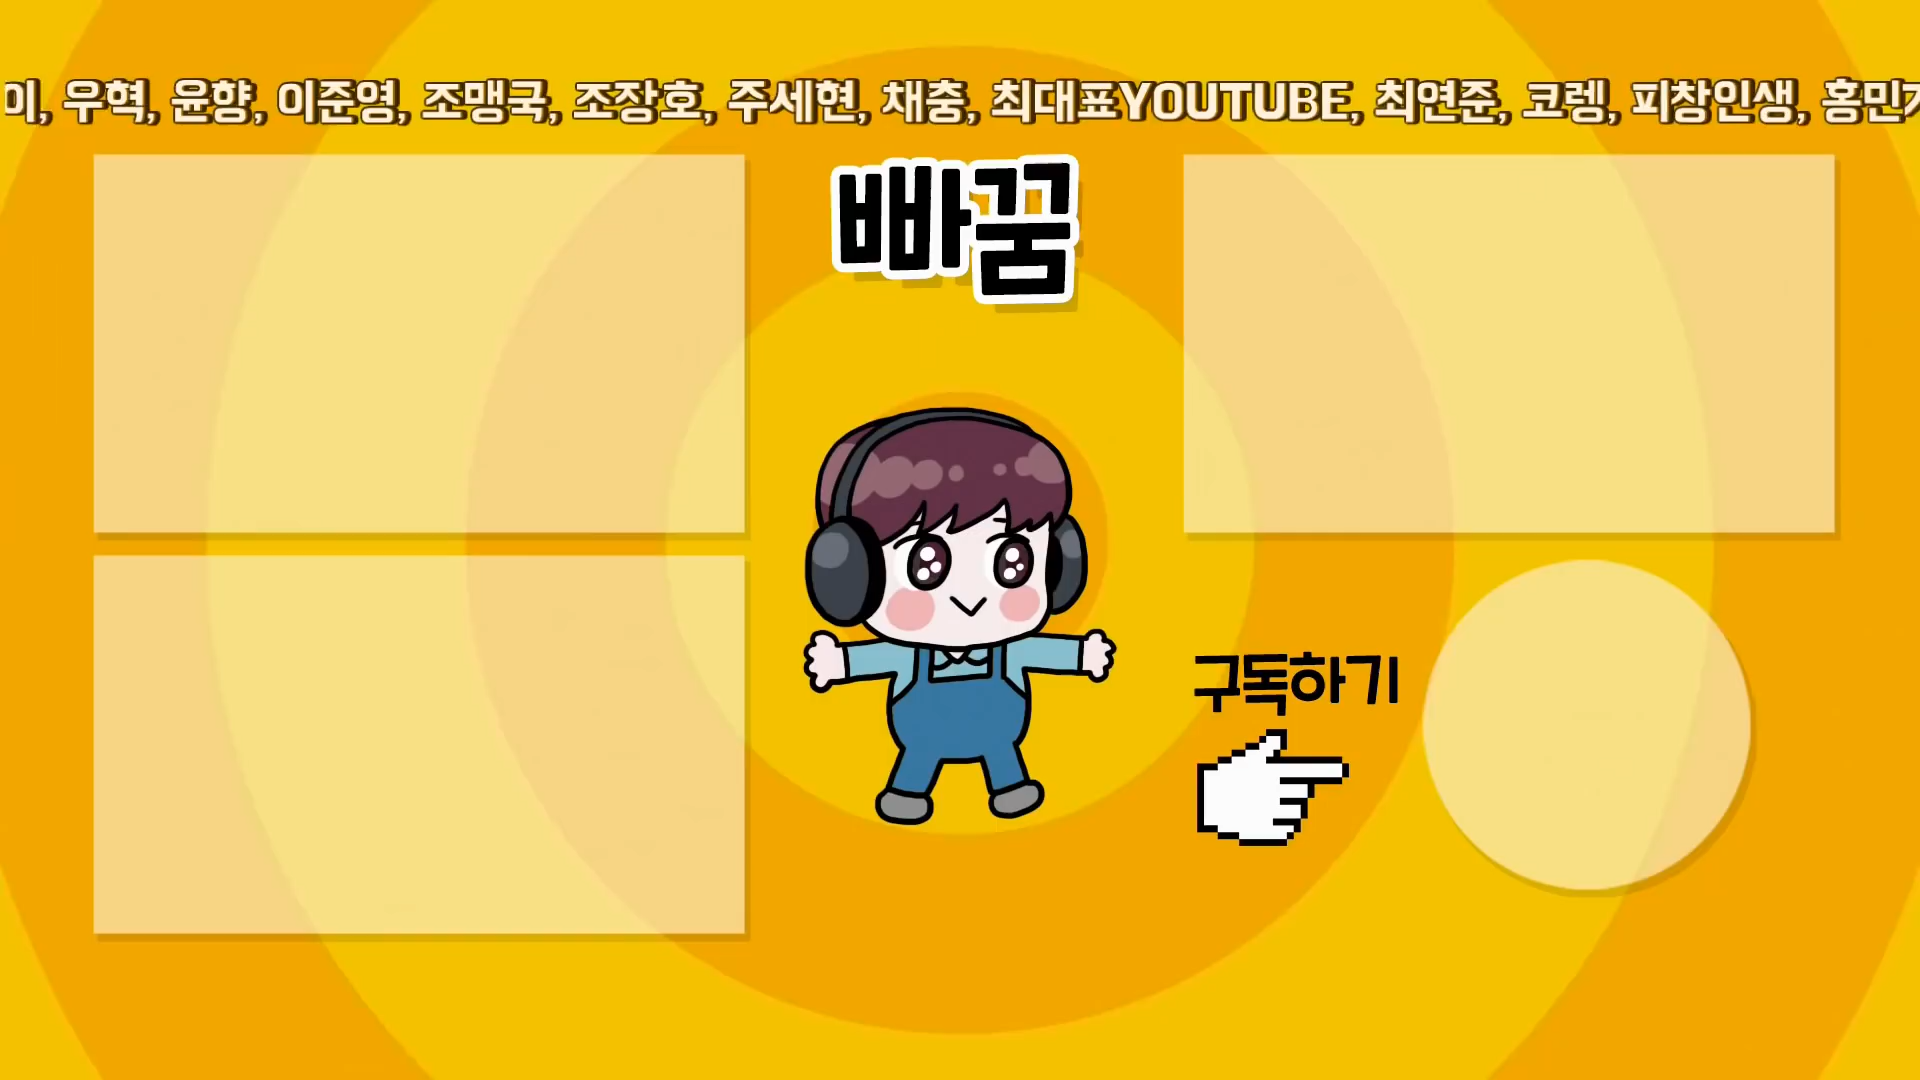 이, 우혁, 윤향, 이준영, 조맹국, 조장호, 주세현, 채충, 최대표YOUTUBE, 최연준, 코렝, 피창인생, 홍민
빠꿈
구독하기